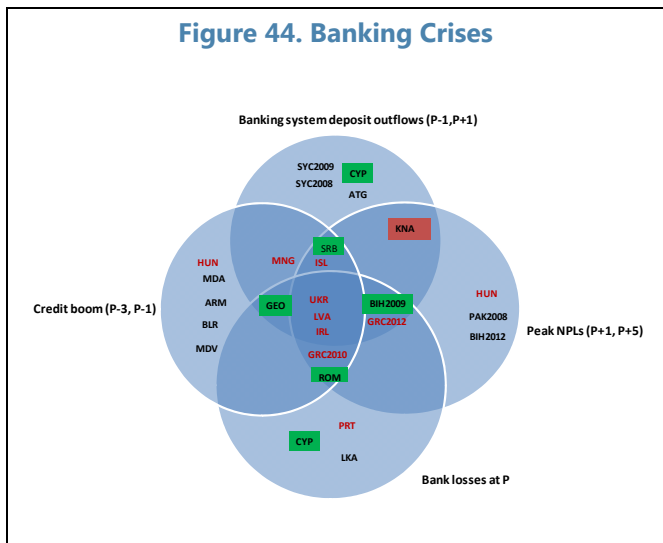 Figure 44. Banking Crises
Banking system deposit outflows (P-1,P+1)
SYC2009
CYP
SYC2008
ATG
KNA
SRB
HUN
MNG
ISL
MDA
HUN
UKR
GEO
BIH2009
ARM
Credit boom (P-3, P-1)
LVA
PAK2008
GRC2012
BLR
IRL
Peak NPLs (P+1, P+5)
BIH2012
MDV
GRC2010
ROM
PRT
CYP
LKA
Bank losses at P